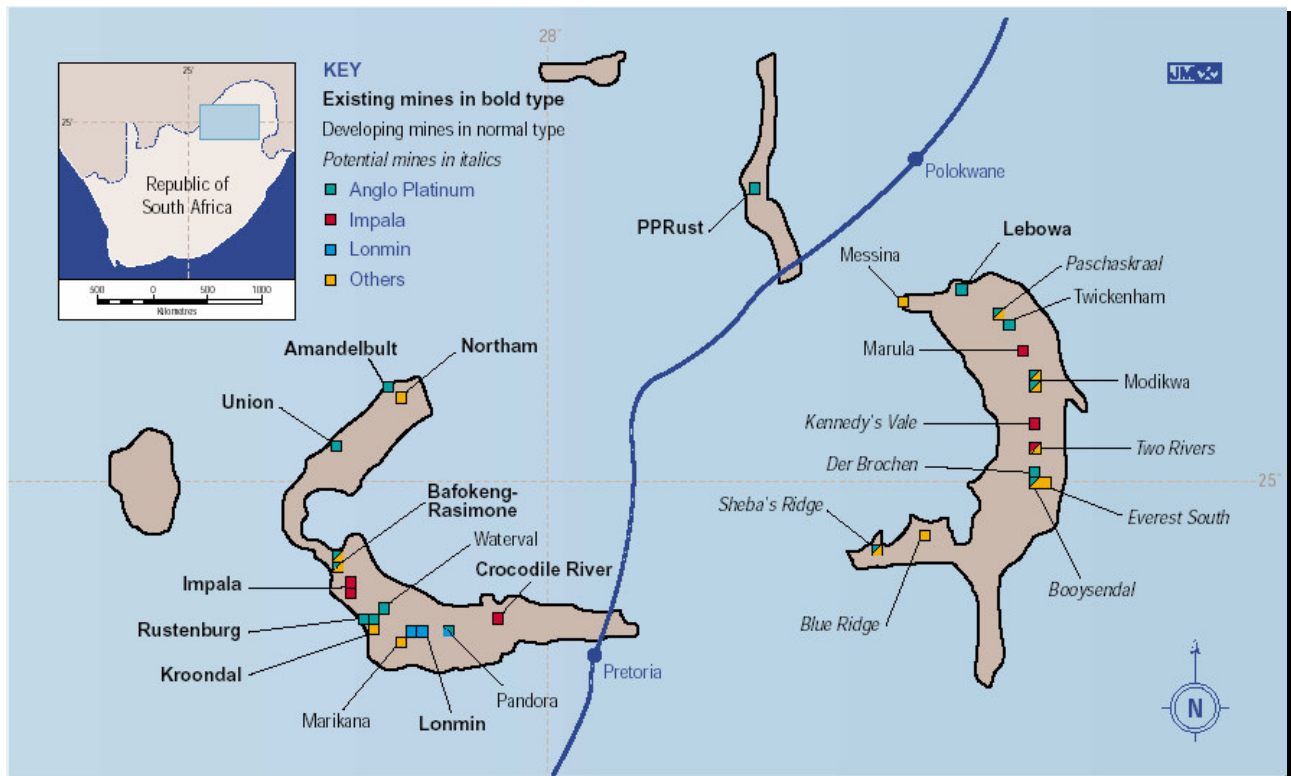 28°
KEY
Existing mines in bold type
Developing mines in normal type
Potential mines in italics
Anglo Platinum
Impala
Lonmin
Others
25°
25°
Republic of
South Africa
500 0 500 1000
Kilometres
JM
Polokwane
PPRust
Messina
Lebowa
Paschaskraal
Twickenham
Marula
Modikwa
Kennedy's Vale
Two Rivers
Der Brochen
25°
Sheba's Ridge
Everest South
Booysendal
Blue Ridge
Amandelbult
Northam
Union
Bafokeng-
Rasimone
Waterval
Impala
Crocodile River
Rustenburg
Kroondal
Marikana
Lonmin
Pandora
Pretoria
N